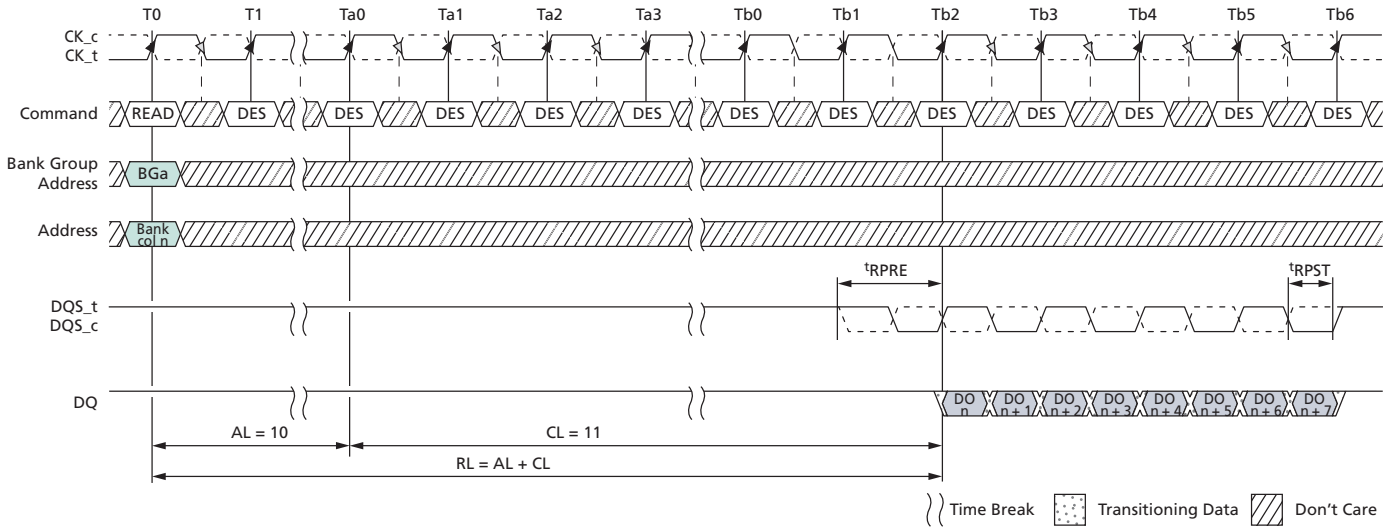 T0 T1 Ta0 Ta1 Ta2 Ta3 Tb0 Tb1 Tb2 Tb3 Tb4 Tb5 Tb6
CK_c
CK_t
Command READ DES DES DES DES DES DES DES DES DES DES DES DES
Bank Group
Address BGa
Address Bank
col n
tRPRE tRPST
DQS_t
DQS_c
DQ DO n DO n + 1 DO n + 2 DO n + 3 DO n + 4 DO n + 5 DO n + 6 DO n + 7
AL = 10 CL = 11
RL = AL + CL
Time Break Transitioning Data Don't Care